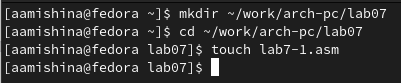 [aamishina@fedora ~]$ mkdir ~/work/arch-pc/lab07
[aamishina@fedora ~]$ cd ~/work/arch-pc/lab07
[aamishina@fedora lab07]$ touch lab7-1.asm
[aamishina@fedora lab07]$